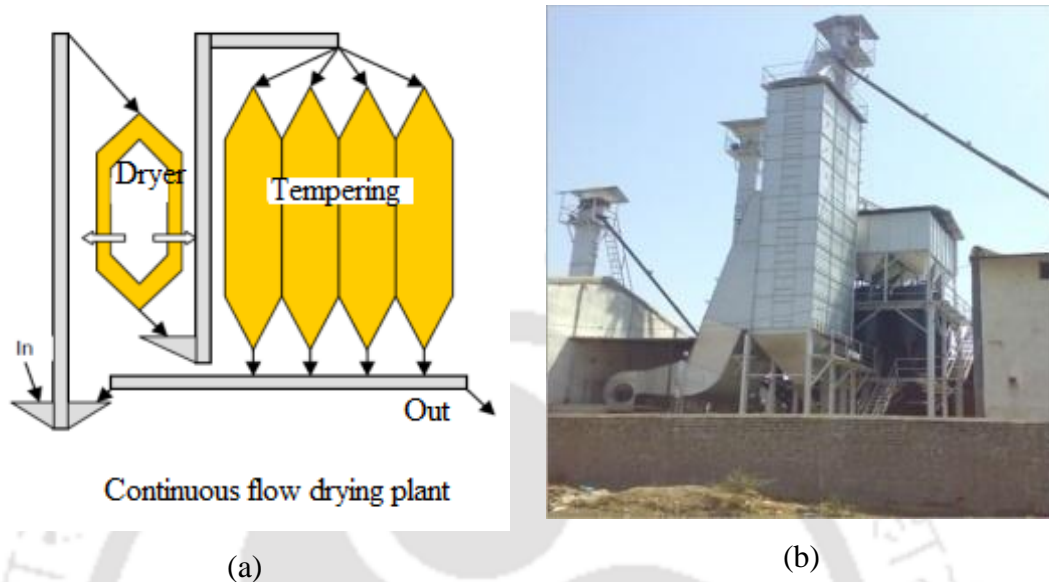 Dryer
Tempering
In
Out
Continuous flow drying plant
(a)
(b)